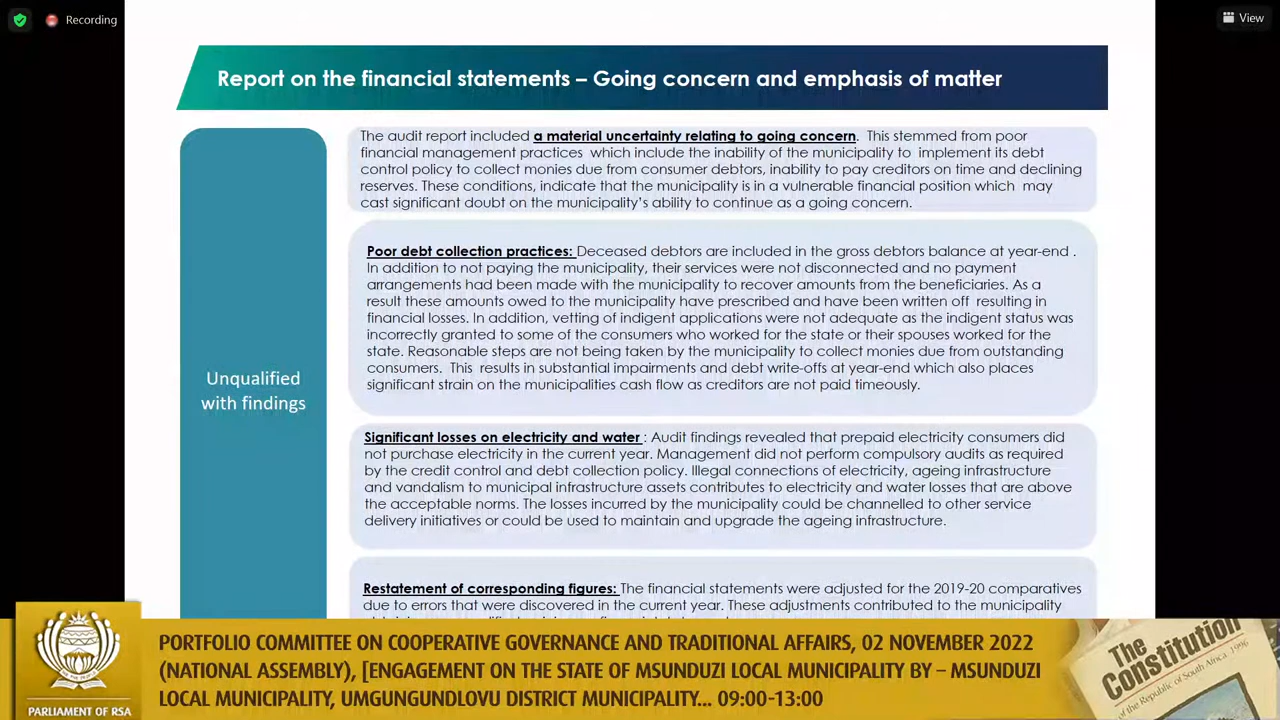 Recording
View
Report on the financial statements – Going concern and emphasis of matter
Unqualified
with findings
The audit report included a material uncertainty relating to going concern. This stemmed from poor
financial management practices which include the inability of the municipality to implement its debt
control policy to collect monies due from consumer debtors, inability to pay creditors on time and declining
reserves. These conditions, indicate that the municipality is in a vulnerable financial position which may
cast significant doubt on the municipality's ability to continue as a going concern.
Poor debt collection practices: Deceased debtors are included in the gross debtors balance at year-end .
In addition to not paying the municipality, their services were not disconnected and no payment
arrangements had been made with the municipality to recover amounts from the beneficiaries. As a
result these amounts owed to the municipality have prescribed and have been written off resulting in
financial losses. In addition, vetting of indigent applications were not adequate as the indigent status was
incorrectly granted to some of the consumers who worked for the state or their spouses worked for the
state. Reasonable steps are not being taken by the municipality to collect monies due from outstanding
consumers. This results in substantial impairments and debt write-offs at year-end which also places
significant strain on the municipalities cash flow as creditors are not paid timeously.
Significant losses on electricity and water : Audit findings revealed that prepaid electricity consumers did
not purchase electricity in the current year. Management did not perform compulsory audits as required
by the credit control and debt collection policy. Illegal connections of electricity, ageing infrastructure
and vandalism to municipal infrastructure assets contributes to electricity and water losses that are above
the acceptable norms. The losses incurred by the municipality could be channelled to other service
delivery initiatives or could be used to maintain and upgrade the ageing infrastructure.
Restatement of corresponding figures: The financial statements were adjusted for the 2019-20 comparatives
due to errors that were discovered in the current year. These adjustments contributed to the municipality
PORTFOLIO COMMITTEE ON COOPERATIVE GOVERNANCE AND TRADITIONAL AFFAIRS, 02 NOVEMBER 2022
(NATIONAL ASSEMBLY), [ENGAGEMENT ON THE STATE OF MSUNDUZI LOCAL MUNICIPALITY BY – MSUNDUZI
LOCAL MUNICIPALITY, UMGUNGUNDLOVU DISTRICT MUNICIPALITY... 09:00-13:00
PARLIAMENT OF RSA
The
Constitution
of the Republic of South Africa, 1996